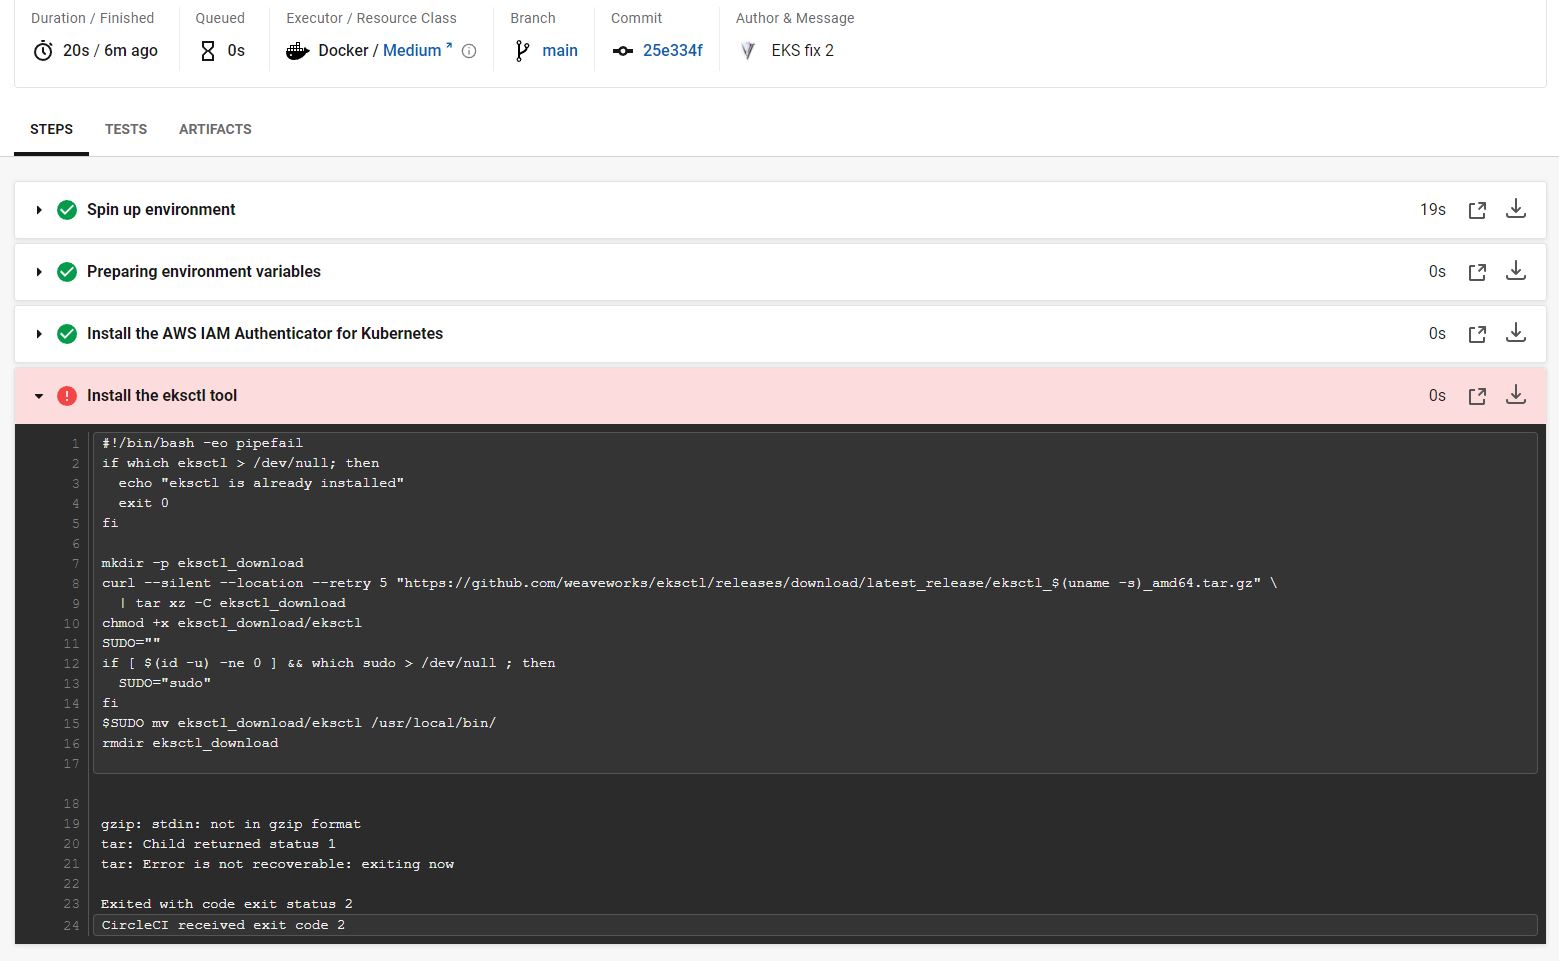 Duration / Finished Queued Executor / Resource Class Branch Commit Author & Message
20s / 6m ago 0s Docker / Medium main 25e334f EKS fix 2
STEPS TESTS ARTIFACTS
Spin up environment 19s
Preparing environment variables 0s
Install the AWS IAM Authenticator for Kubernetes 0s
Install the eksctl tool 0s
1 #!/bin/bash -eo pipefail
2 if which eksctl > /dev/null; then
3 echo "eksctl is already installed"
4 exit 0
5 fi
6
7 mkdir -p eksctl_download
8 curl --silent --location --retry 5 "https://github.com/weaveworks/eksctl/releases/download/latest_release/eksctl_$(uname -s)_amd64.tar.gz" \
9 | tar xz -C eksctl_download
10 chmod +x eksctl_download/eksctl
11 SUDO=""
12 if [ $(id -u) -ne 0 ] && which sudo > /dev/null ; then
13 SUDO="sudo"
14 fi
15 $SUDO mv eksctl_download/eksctl /usr/local/bin/
16 rmdir eksctl_download
17
18
19 gzip: stdin: not in gzip format
20 tar: Child returned status 1
21 tar: Error is not recoverable: exiting now
22
23 Exited with code exit status 2
24 CircleCI received exit code 2